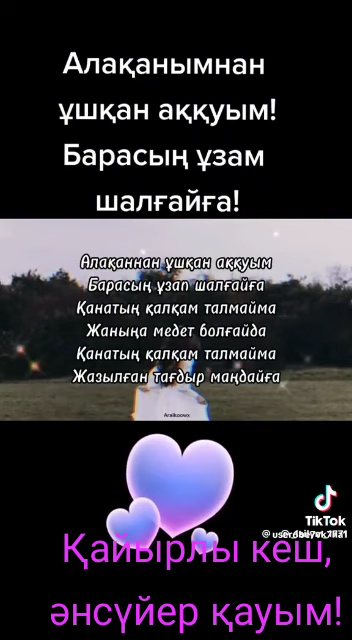 Алақанымнан
ұшқан аққуым!
Барасың ұзам
шалғайға!
Алақаннан ұшқан аққуым
Барасың ұзап шалғайға
Қанатың қалқам талмайма
Жаныңа медет болғайда
Қанатың қалқам талмайма
Жазылған тағдыр маңдайға
Aralkoowx
TikTok
Қайырлы кеш,
әнсүйер қауым!